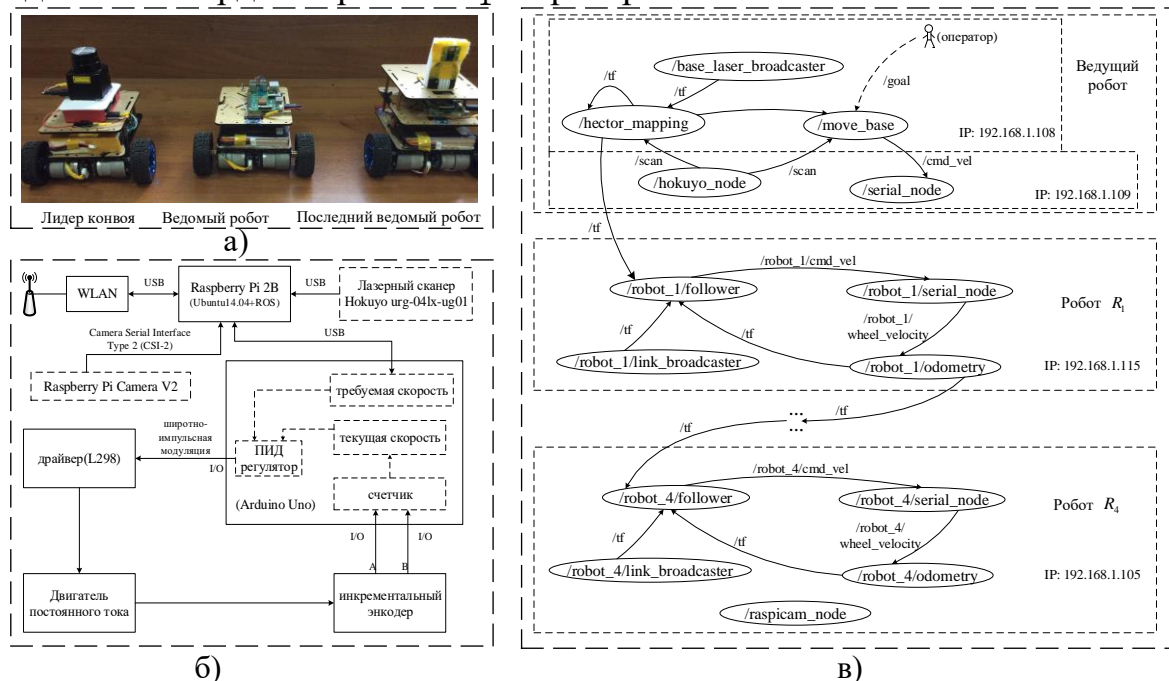 Лидер конвоя Ведомый робот Последний ведомый робот
а)
WLAN
USB
Raspberry Pi 2B
(Ubuntu14.04+ROS)
USB
Лазерный сканер
Hokuyo urg-04lx-ug01
Camera Serial Interface
Type 2 (CSI-2)
USB
Raspberry Pi Camera V2
требуемая скорость
текущая скорость
широтно-
импульсная
модуляция
I/O
ПИД
регулятор
драйвер(L298)
(Arduino Uno)
счетчик
I/O
I/O
A
B
Двигатель
постоянного тока
инкрементальный
энкодер
б)
(оператор)
Ведущий
робот
/base_laser_broadcaster
/tf
/tf
/goal
/hector_mapping
/move_base
IP: 192.168.1.108
/scan
/scan
/cmd_vel
/hokuyo_node
/serial_node
IP: 192.168.1.109
/tf
/robot_1/cmd_vel
/robot_1/follower
/robot_1/serial_node
Робот R1
/robot_1/
wheel_velocity
/tf
/tf
/robot_1/link_broadcaster
/robot_1/odometry
IP: 192.168.1.115
...
...
/tf
/tf
/robot_4/cmd_vel
/robot_4/follower
/robot_4/serial_node
Робот R4
/robot_4/
wheel_velocity
/tf
/tf
/robot_4/link_broadcaster
/robot_4/odometry
IP: 192.168.1.105
/raspicam_node
в)